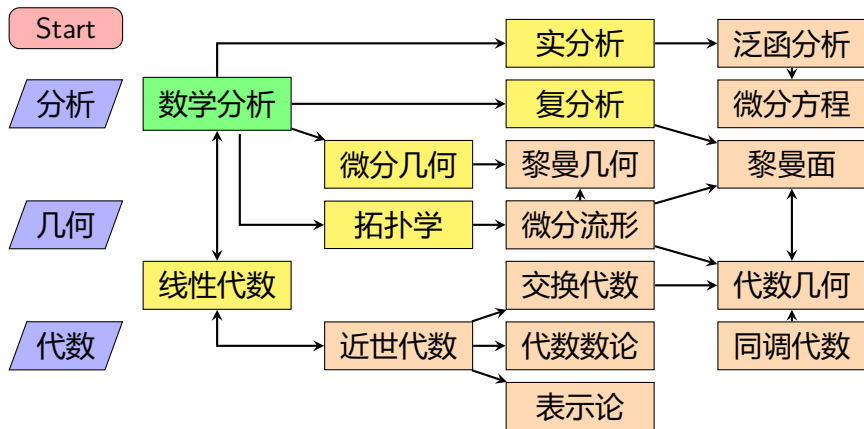 Start
实分析
泛函分析
分析
数学分析
复分析
微分方程
微分几何
黎曼几何
黎曼面
几何
拓扑学
微分流形
线性代数
交换代数
代数几何
代数
近世代数
代数数论
同调代数
表示论